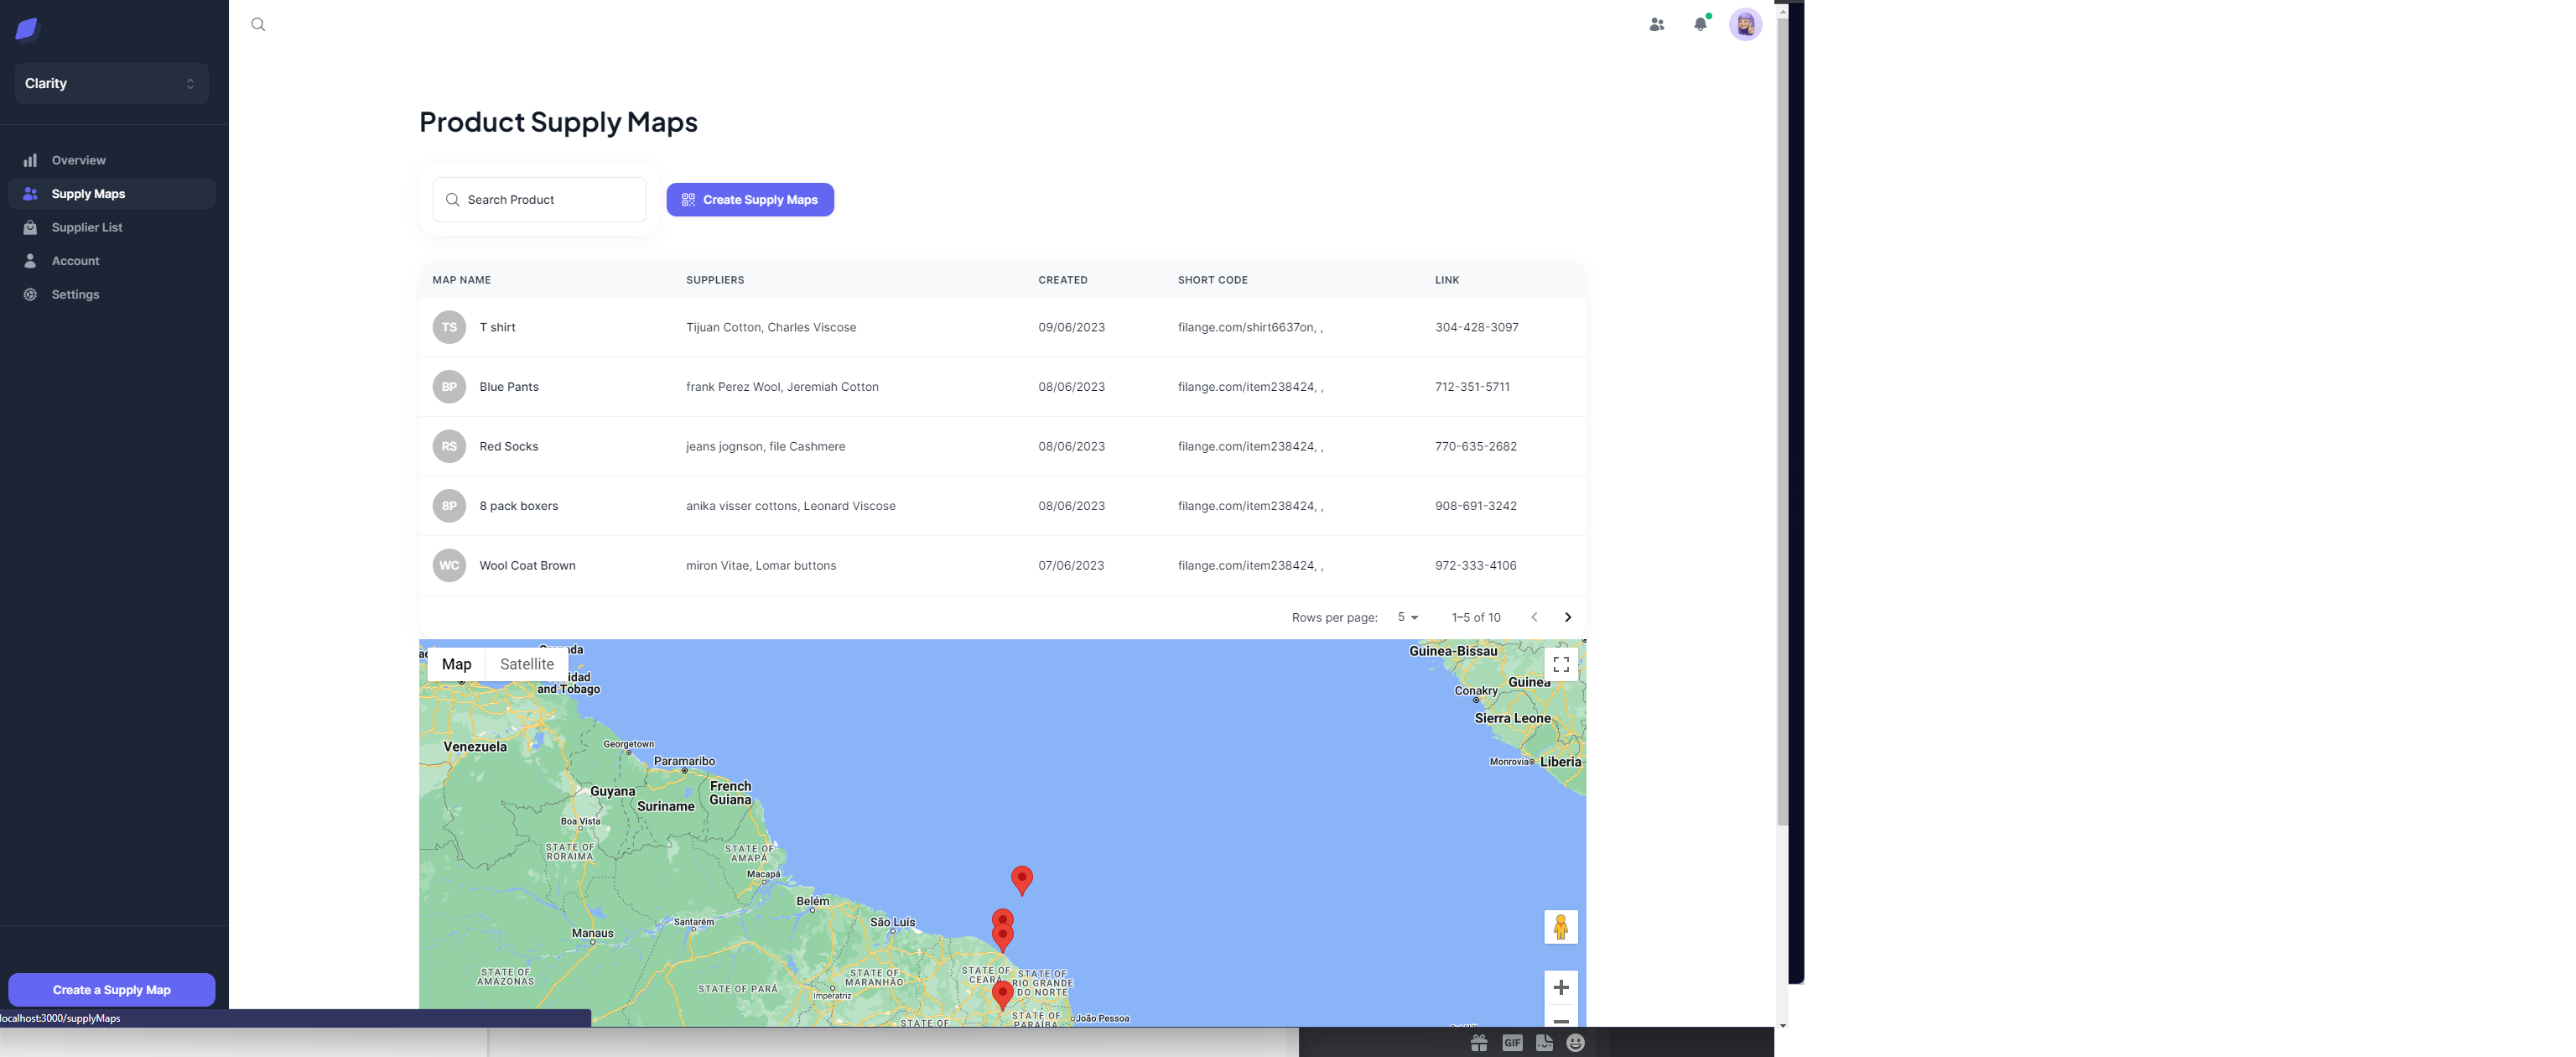 Clarity
Overview
Supply Maps
Supplier List
Account
Settings
Create a Supply Map
localhost:3000/supplyMaps
Product Supply Maps
Search Product
Create Supply Maps
MAP NAME SUPPLIERS CREATED SHORT CODE LINK
TS T shirt Tijuan Cotton, Charles Viscose 09/06/2023 filange.com/shirt6637on, , 304-428-3097
BP Blue Pants frank Perez Wool, Jeremiah Cotton 08/06/2023 filange.com/item238424, , 712-351-5711
RS Red Socks jeans jognson, file Cashmere 08/06/2023 filange.com/item238424, , 770-635-2682
8P 8 pack boxers anika visser cottons, Leonard Viscose 08/06/2023 filange.com/item238424, , 908-691-3242
WC Wool Coat Brown miron Vitae, Lomar buttons 07/06/2023 filange.com/item238424, , 972-333-4106
Rows per page: 5 1–5 of 10
Map Satellite
and Tobago
Venezuela
Georgetown
Paramaribo
French
Guiana
Guyana
Suriname
Boa Vista
STATE OF
RORAIMA
STATE OF
AMAPÁ
Macapá
Belém
São Luís
Santarém
Manaus
STATE OF
AMAZONAS
STATE OF PARÁ
STATE OF
MARANHÃO
Imperatriz
STATE OF
CEARÁ
STATE OF
RIO GRANDE
DO NORTE
STATE OF
PARAÍBA
João Pessoa
STATE OF
Guinea-Bissau
Guinea
Conakry
Sierra Leone
Monrovia
Liberia
GIF